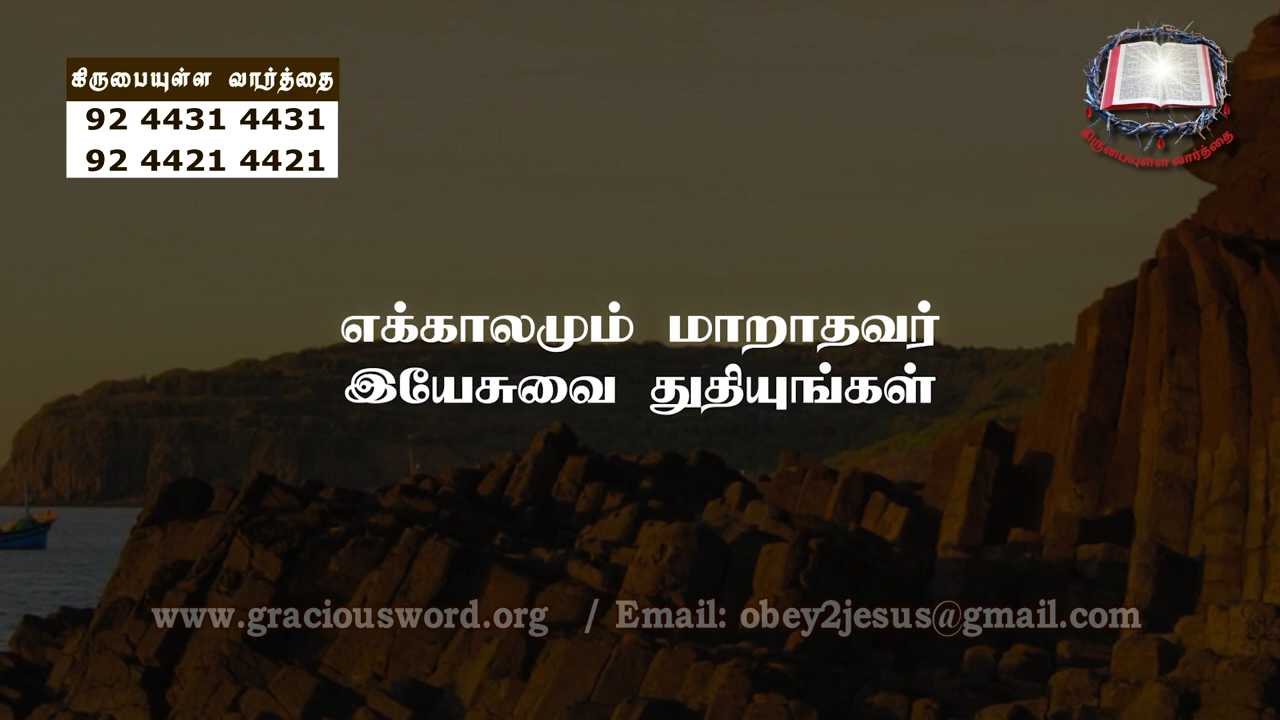 கிருபையுள்ள வார்த்தை
92 4431 4431
92 4421 4421
கிருபையுள்ள வார்த்தை
எக்காலமும் மாறாதவர்
இயேசுவை துதியுங்கள்
www.graciousword.org / Email: obey2jesus@gmail.com